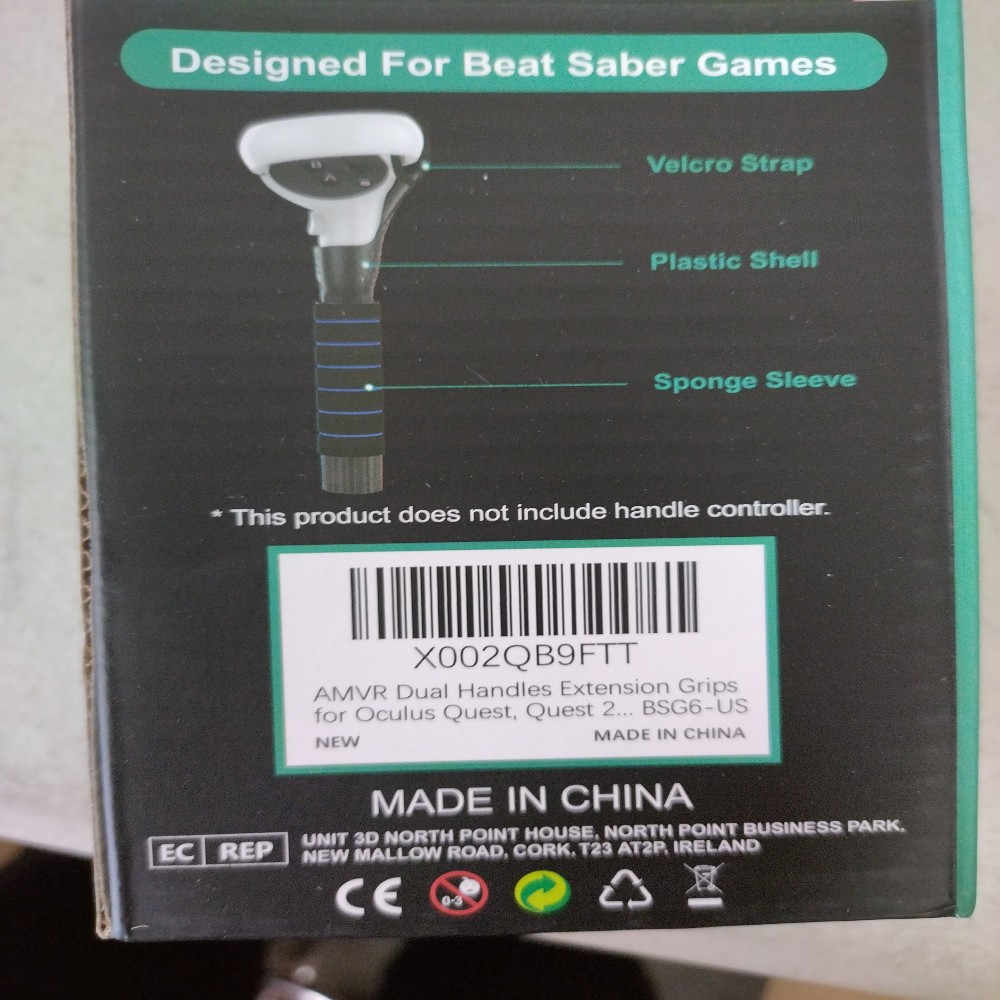 Designed For Beat Saber Games
Velcro Strap
Plastic Shell
Sponge Sleeve
* This product does not include handle controller.
X002QB9FTT
AMVR Dual Handles Extension Grips
for Oculus Quest, Quest 2... BSG6-US
NEW MADE IN CHINA
MADE IN CHINA
EC REP
UNIT 3D NORTH POINT HOUSE, NORTH POINT BUSINESS PARK,
NEW MALLOW ROAD, CORK, T23 AT2P, IRELAND
CE 0-3